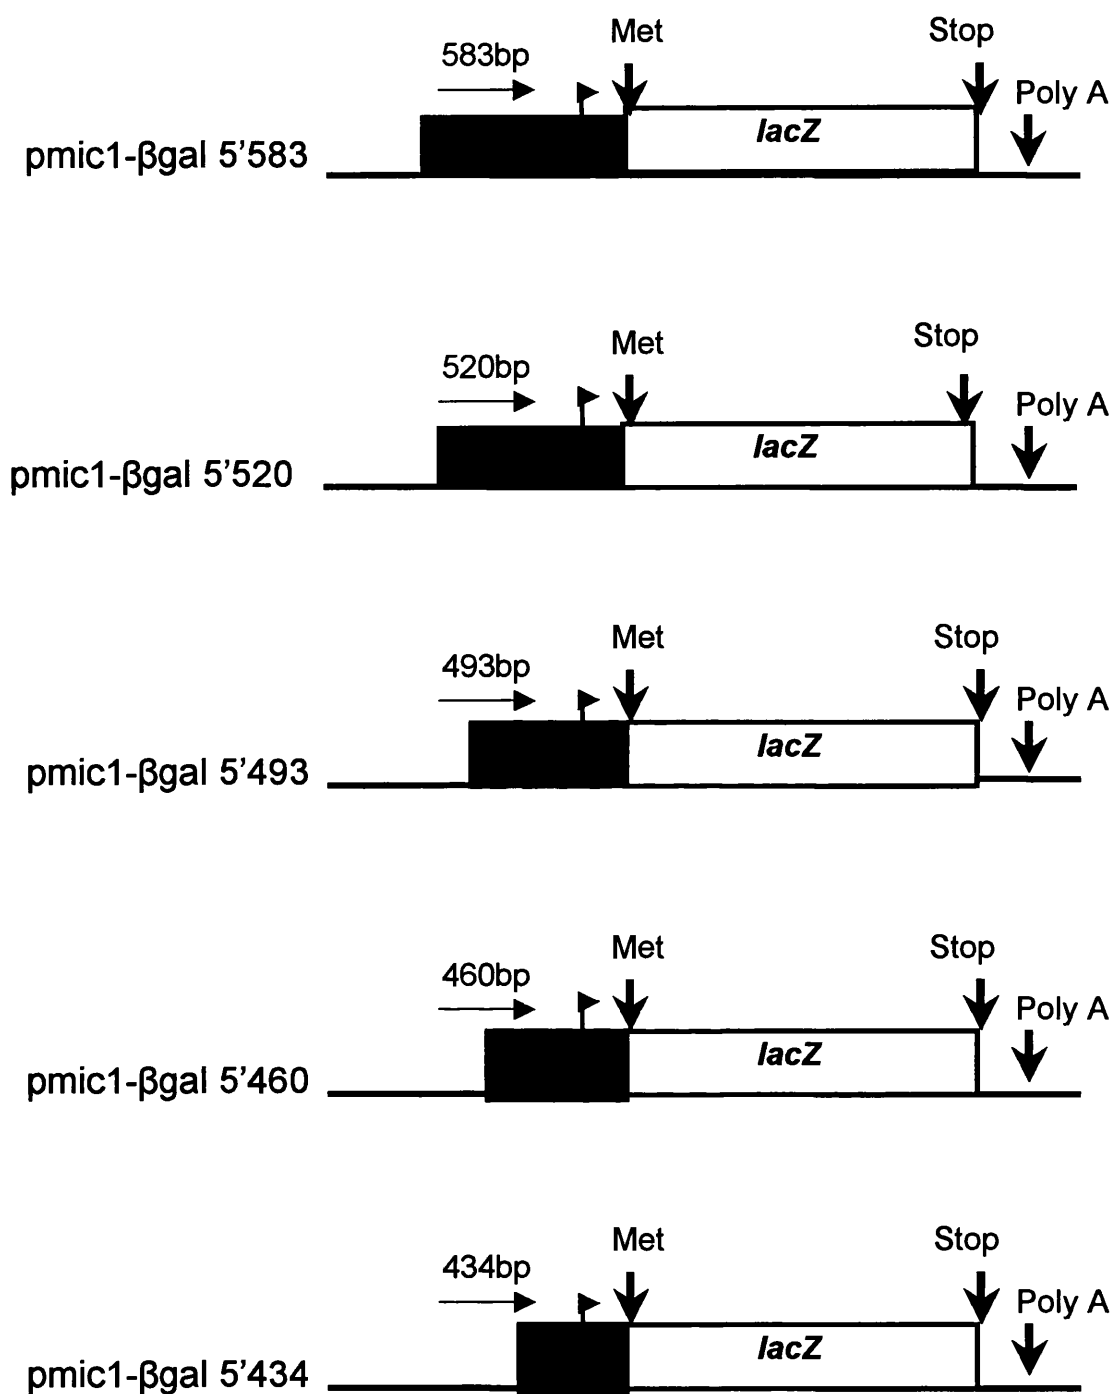 Met
Stop
583bp
Poly A
lacZ
pmic1-βgal 5’583
Met
Stop
520bp
Poly A
lacZ
pmic1-βgal 5’520
Met
Stop
493bp
Poly A
lacZ
pmic1-βgal 5’493
Met
Stop
460bp
Poly A
lacZ
pmic1-βgal 5’460
Met
Stop
434bp
Poly A
lacZ
pmic1-βgal 5’434